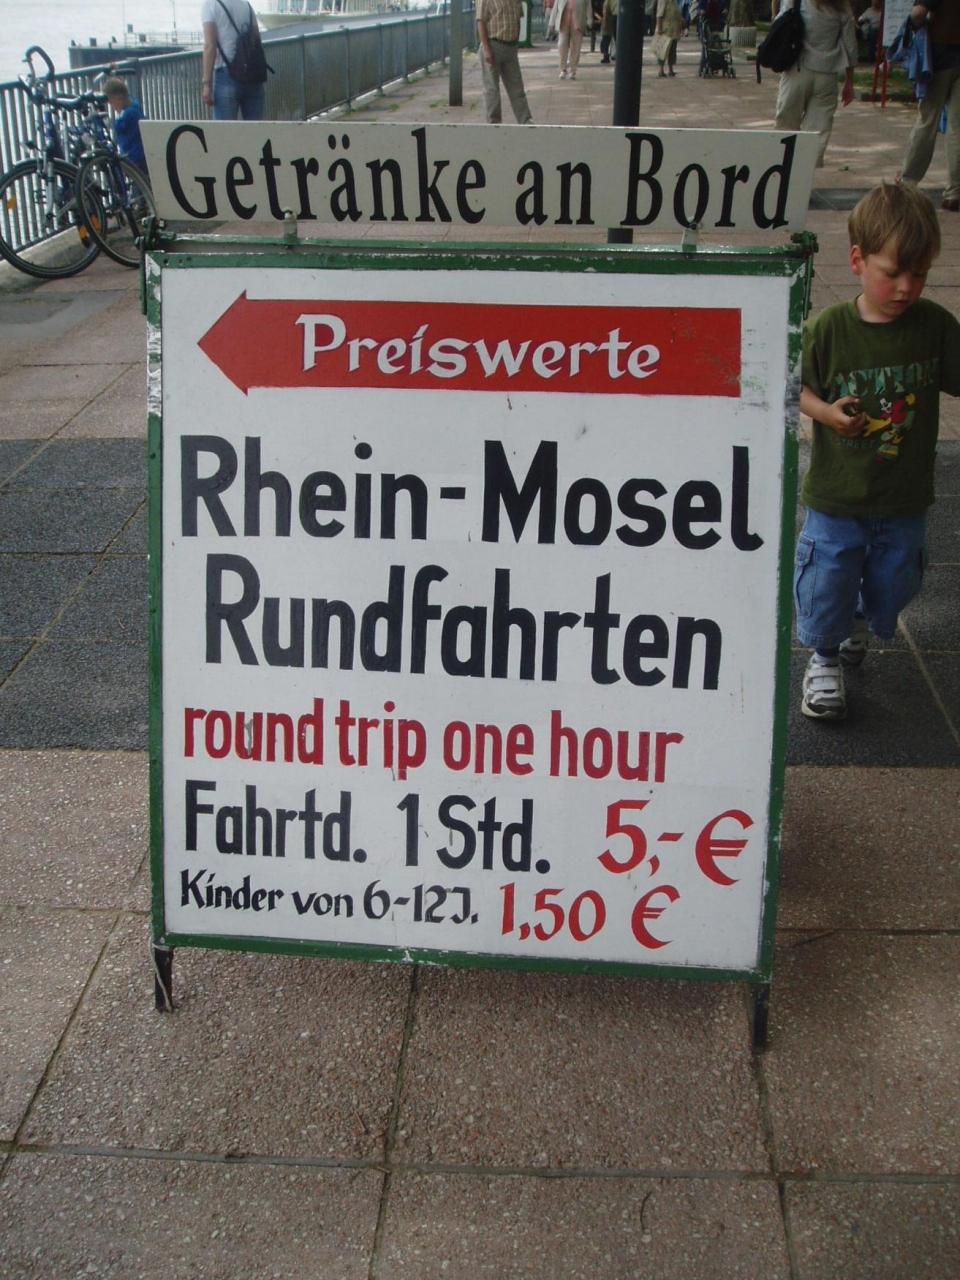 Getränke an Bord
Preiswerte
Rhein-Mosel
Rundfahrten
round trip one hour
Fahrtd. 1 Std. 5,- €
Kinder von 6-12J. 1,50 €